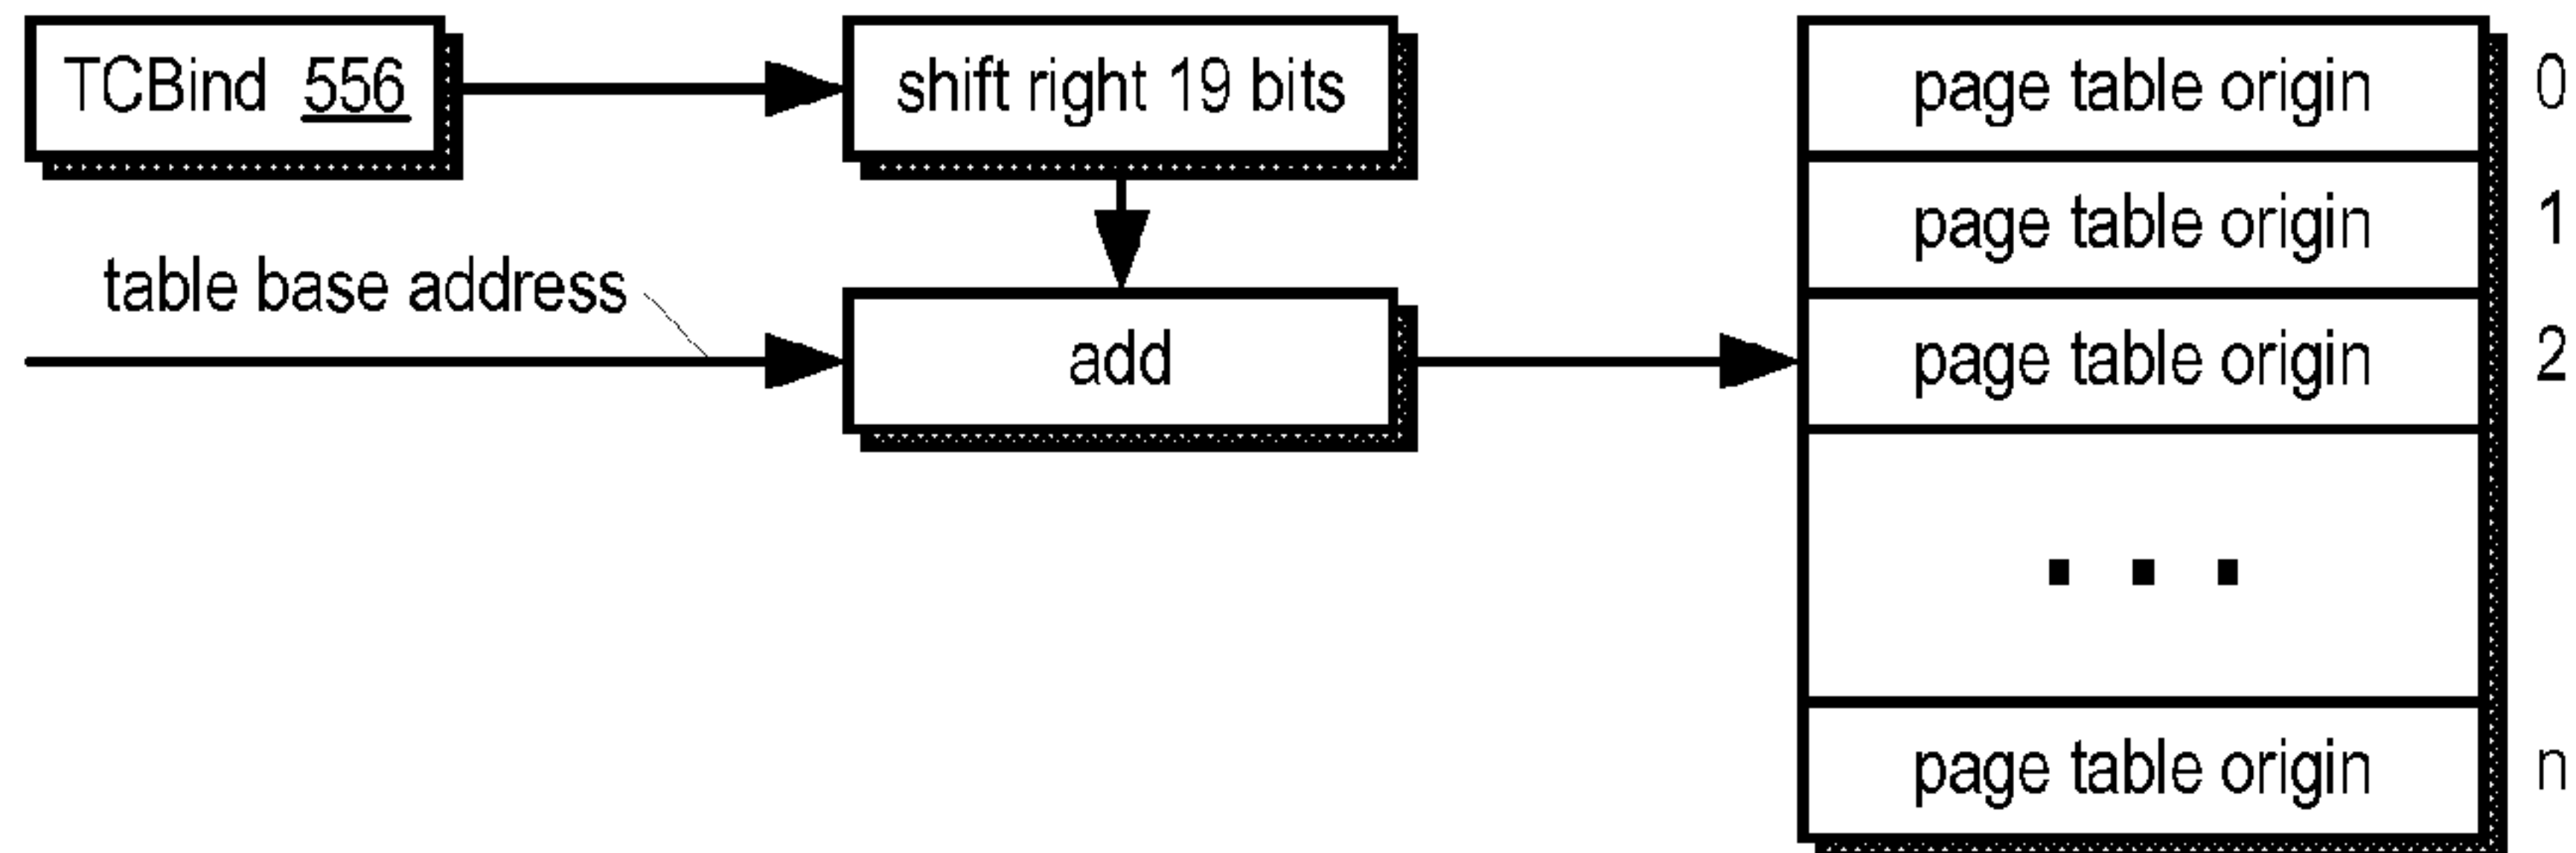 TCBind 556
shift right 19 bits
page table origin 0
page table origin 1
table base address
add
page table origin 2
. . .
page table origin n